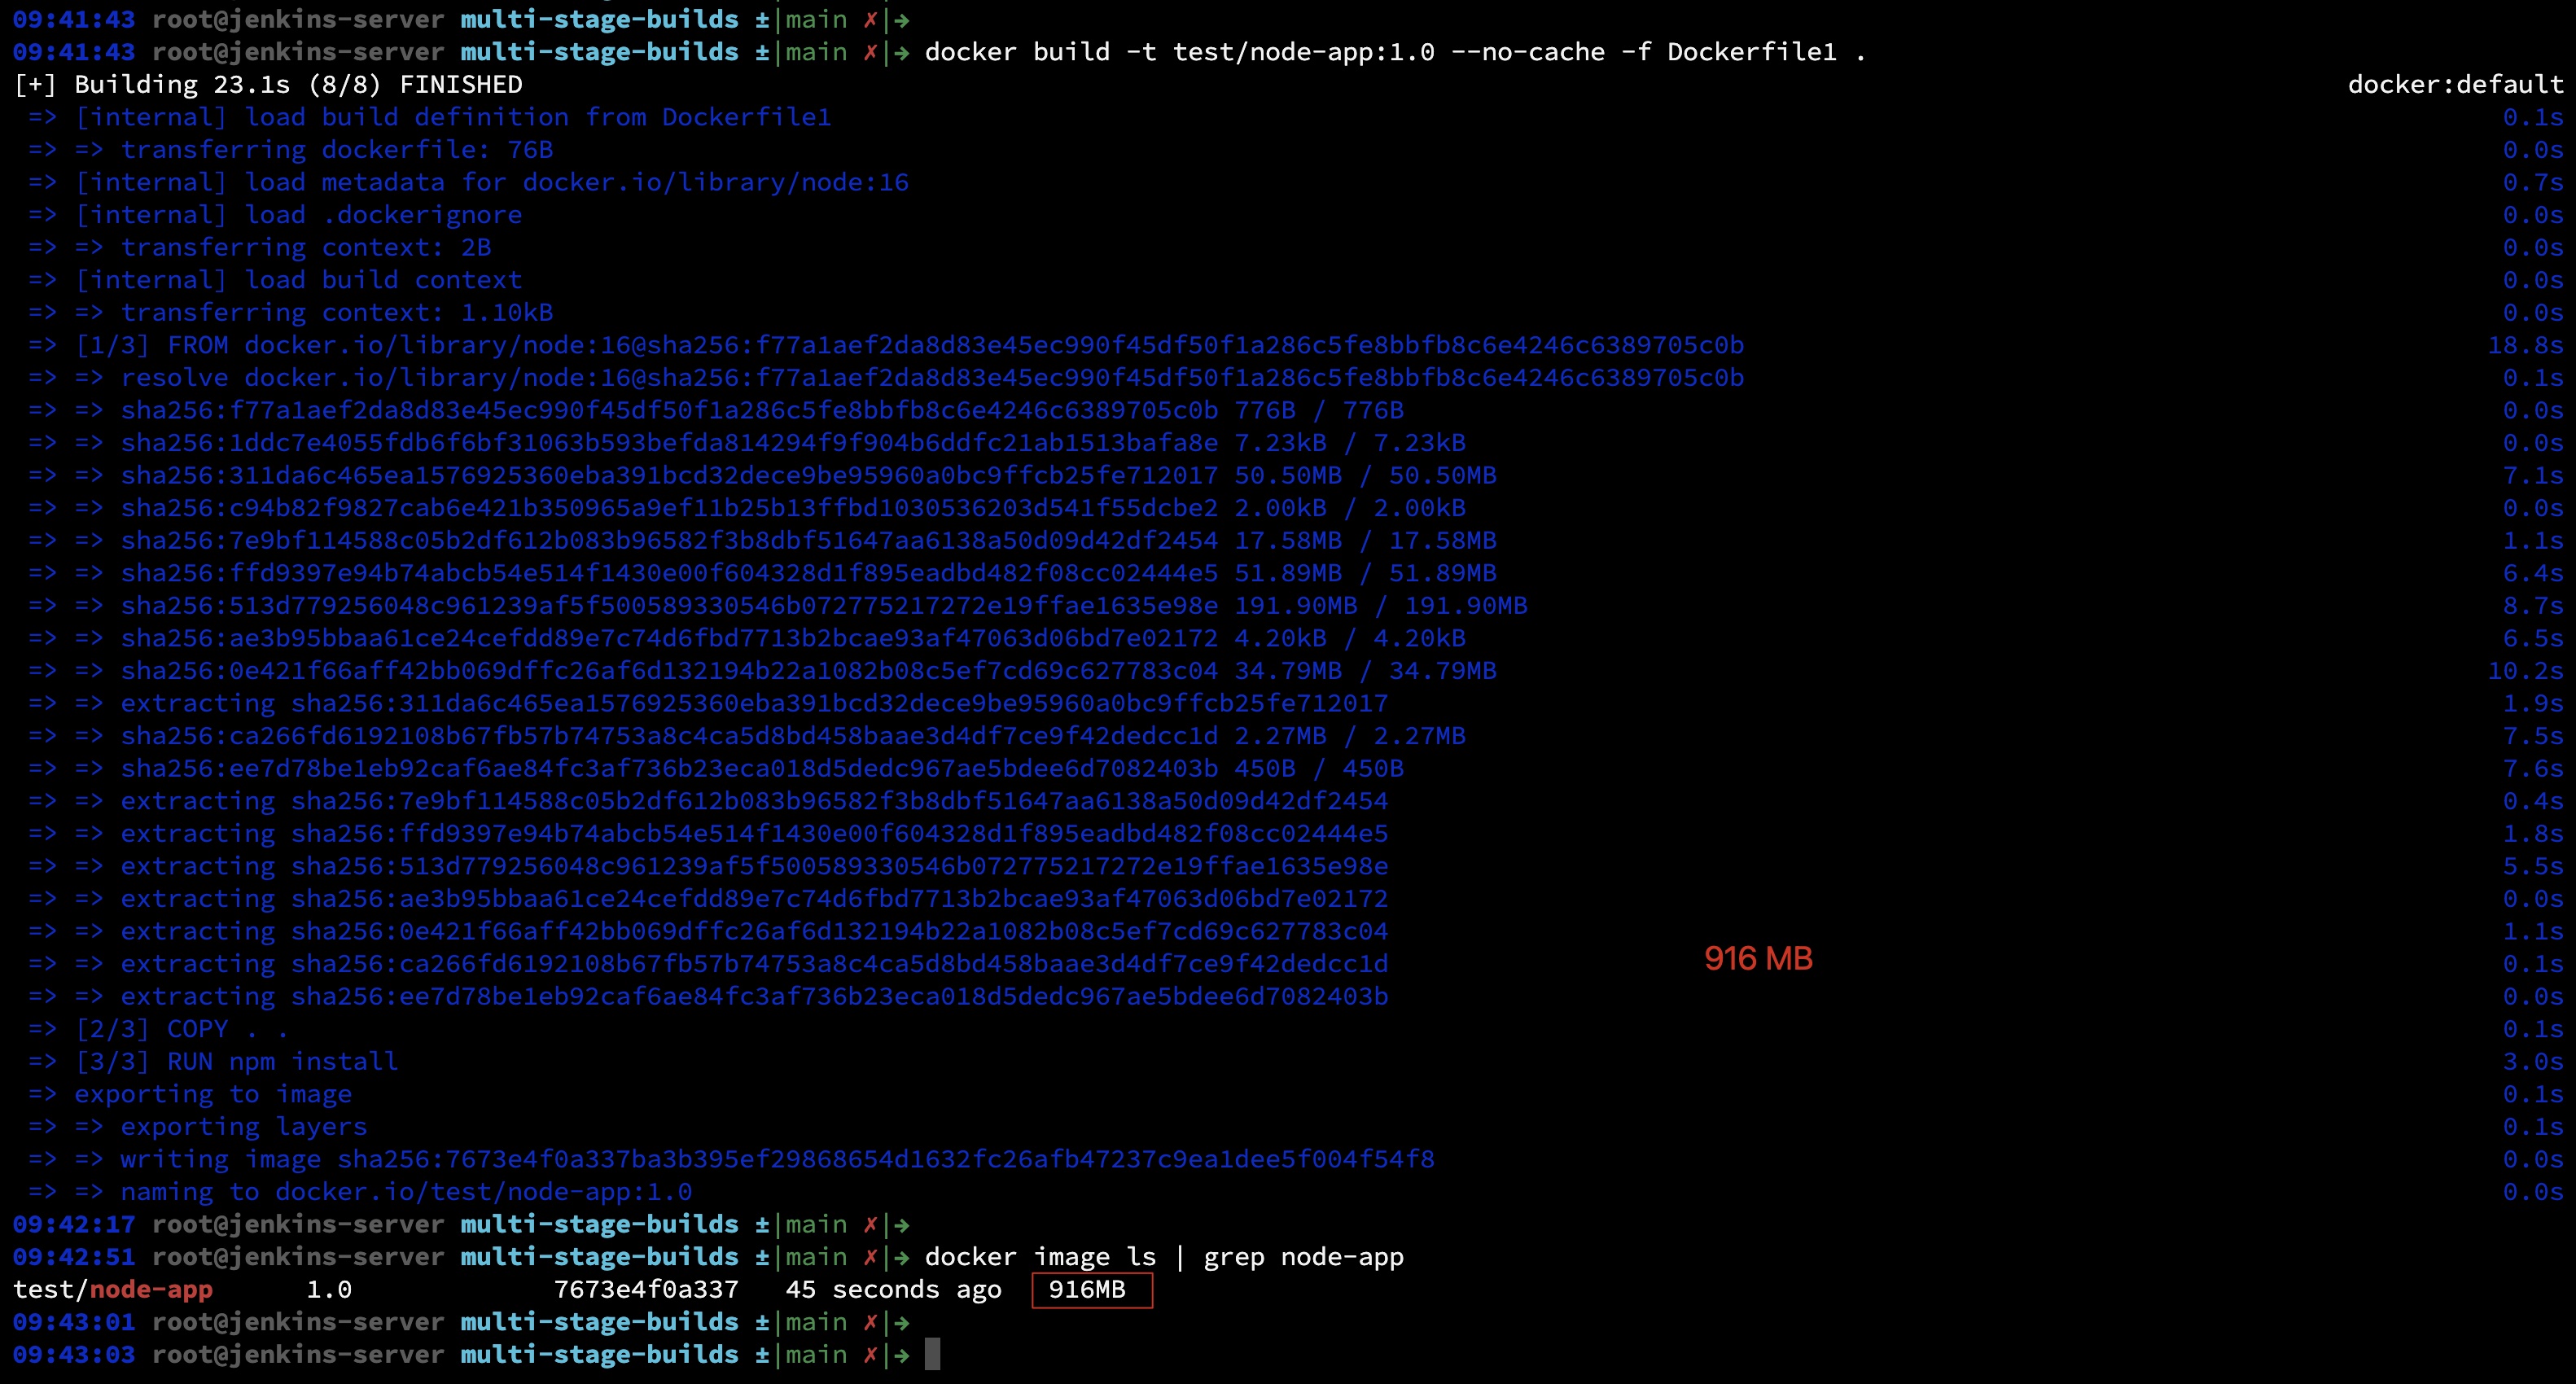 09:41:43 root@jenkins-server multi-stage-builds ±|main ✗|→
09:41:43 root@jenkins-server multi-stage-builds ±|main ✗|→ docker build -t test/node-app:1.0 --no-cache -f Dockerfile1 .
[+] Building 23.1s (8/8) FINISHED docker:default
=> [internal] load build definition from Dockerfile1 0.1s
=> => transferring dockerfile: 76B 0.0s
=> [internal] load metadata for docker.io/library/node:16 0.7s
=> [internal] load .dockerignore 0.0s
=> => transferring context: 2B 0.0s
=> [internal] load build context 0.0s
=> => transferring context: 1.10kB 0.0s
=> [1/3] FROM docker.io/library/node:16@sha256:f77a1aef2da8d83e45ec990f45df50f1a286c5fe8bbfb8c6e4246c6389705c0b 18.8s
=> => resolve docker.io/library/node:16@sha256:f77a1aef2da8d83e45ec990f45df50f1a286c5fe8bbfb8c6e4246c6389705c0b 0.1s
=> => sha256:f77a1aef2da8d83e45ec990f45df50f1a286c5fe8bbfb8c6e4246c6389705c0b 776B / 776B 0.0s
=> => sha256:1ddc7e4055fdb6f6bf31063b593befda814294f9f904b6ddfc21ab1513bafa8e 7.23kB / 7.23kB 0.0s
=> => sha256:311da6c465ea1576925360eba391bcd32dece9be95960a0bc9ffcb25fe712017 50.50MB / 50.50MB 7.1s
=> => sha256:c94b82f9827cab6e421b350965a9ef11b25b13ffbd1030536203d541f55dcbe2 2.00kB / 2.00kB 0.0s
=> => sha256:7e9bf114588c05b2df612b083b96582f3b8dbf51647aa6138a50d09d42df2454 17.58MB / 17.58MB 1.1s
=> => sha256:ffd9397e94b74abcb54e514f1430e00f604328d1f895eadbd482f08cc02444e5 51.89MB / 51.89MB 6.4s
=> => sha256:513d779256048c961239af5f500589330546b072775217272e19ffae1635e98e 191.90MB / 191.90MB 8.7s
=> => sha256:ae3b95bbaa61ce24cefdd89e7c74d6fbd7713b2bcae93af47063d06bd7e02172 4.20kB / 4.20kB 6.5s
=> => sha256:0e421f66aff42bb069dffc26af6d132194b22a1082b08c5ef7cd69c627783c04 34.79MB / 34.79MB 10.2s
=> => extracting sha256:311da6c465ea1576925360eba391bcd32dece9be95960a0bc9ffcb25fe712017 1.9s
=> => sha256:ca266fd6192108b67fb57b74753a8c4ca5d8bd458baae3d4df7ce9f42dedcc1d 2.27MB / 2.27MB 7.5s
=> => sha256:ee7d78be1eb92caf6ae84fc3af736b23eca018d5dedc967ae5bdee6d7082403b 450B / 450B 7.6s
=> => extracting sha256:7e9bf114588c05b2df612b083b96582f3b8dbf51647aa6138a50d09d42df2454 0.4s
=> => extracting sha256:ffd9397e94b74abcb54e514f1430e00f604328d1f895eadbd482f08cc02444e5 1.8s
=> => extracting sha256:513d779256048c961239af5f500589330546b072775217272e19ffae1635e98e 5.5s
=> => extracting sha256:ae3b95bbaa61ce24cefdd89e7c74d6fbd7713b2bcae93af47063d06bd7e02172 0.0s
=> => extracting sha256:0e421f66aff42bb069dffc26af6d132194b22a1082b08c5ef7cd69c627783c04 1.1s
=> => extracting sha256:ca266fd6192108b67fb57b74753a8c4ca5d8bd458baae3d4df7ce9f42dedcc1d 0.1s
916 MB
=> => extracting sha256:ee7d78be1eb92caf6ae84fc3af736b23eca018d5dedc967ae5bdee6d7082403b 0.0s
=> [2/3] COPY . . 0.1s
=> [3/3] RUN npm install 3.0s
=> exporting to image 0.1s
=> => exporting layers 0.1s
=> => writing image sha256:7673e4f0a337ba3b395ef29868654d1632fc26afb47237c9ea1dee5f004f54f8 0.0s
=> => naming to docker.io/test/node-app:1.0 0.0s
09:42:17 root@jenkins-server multi-stage-builds ±|main ✗|→
09:42:51 root@jenkins-server multi-stage-builds ±|main ✗|→ docker image ls | grep node-app
test/node-app 1.0 7673e4f0a337 45 seconds ago 916MB
09:43:01 root@jenkins-server multi-stage-builds ±|main ✗|→
09:43:03 root@jenkins-server multi-stage-builds ±|main ✗|→